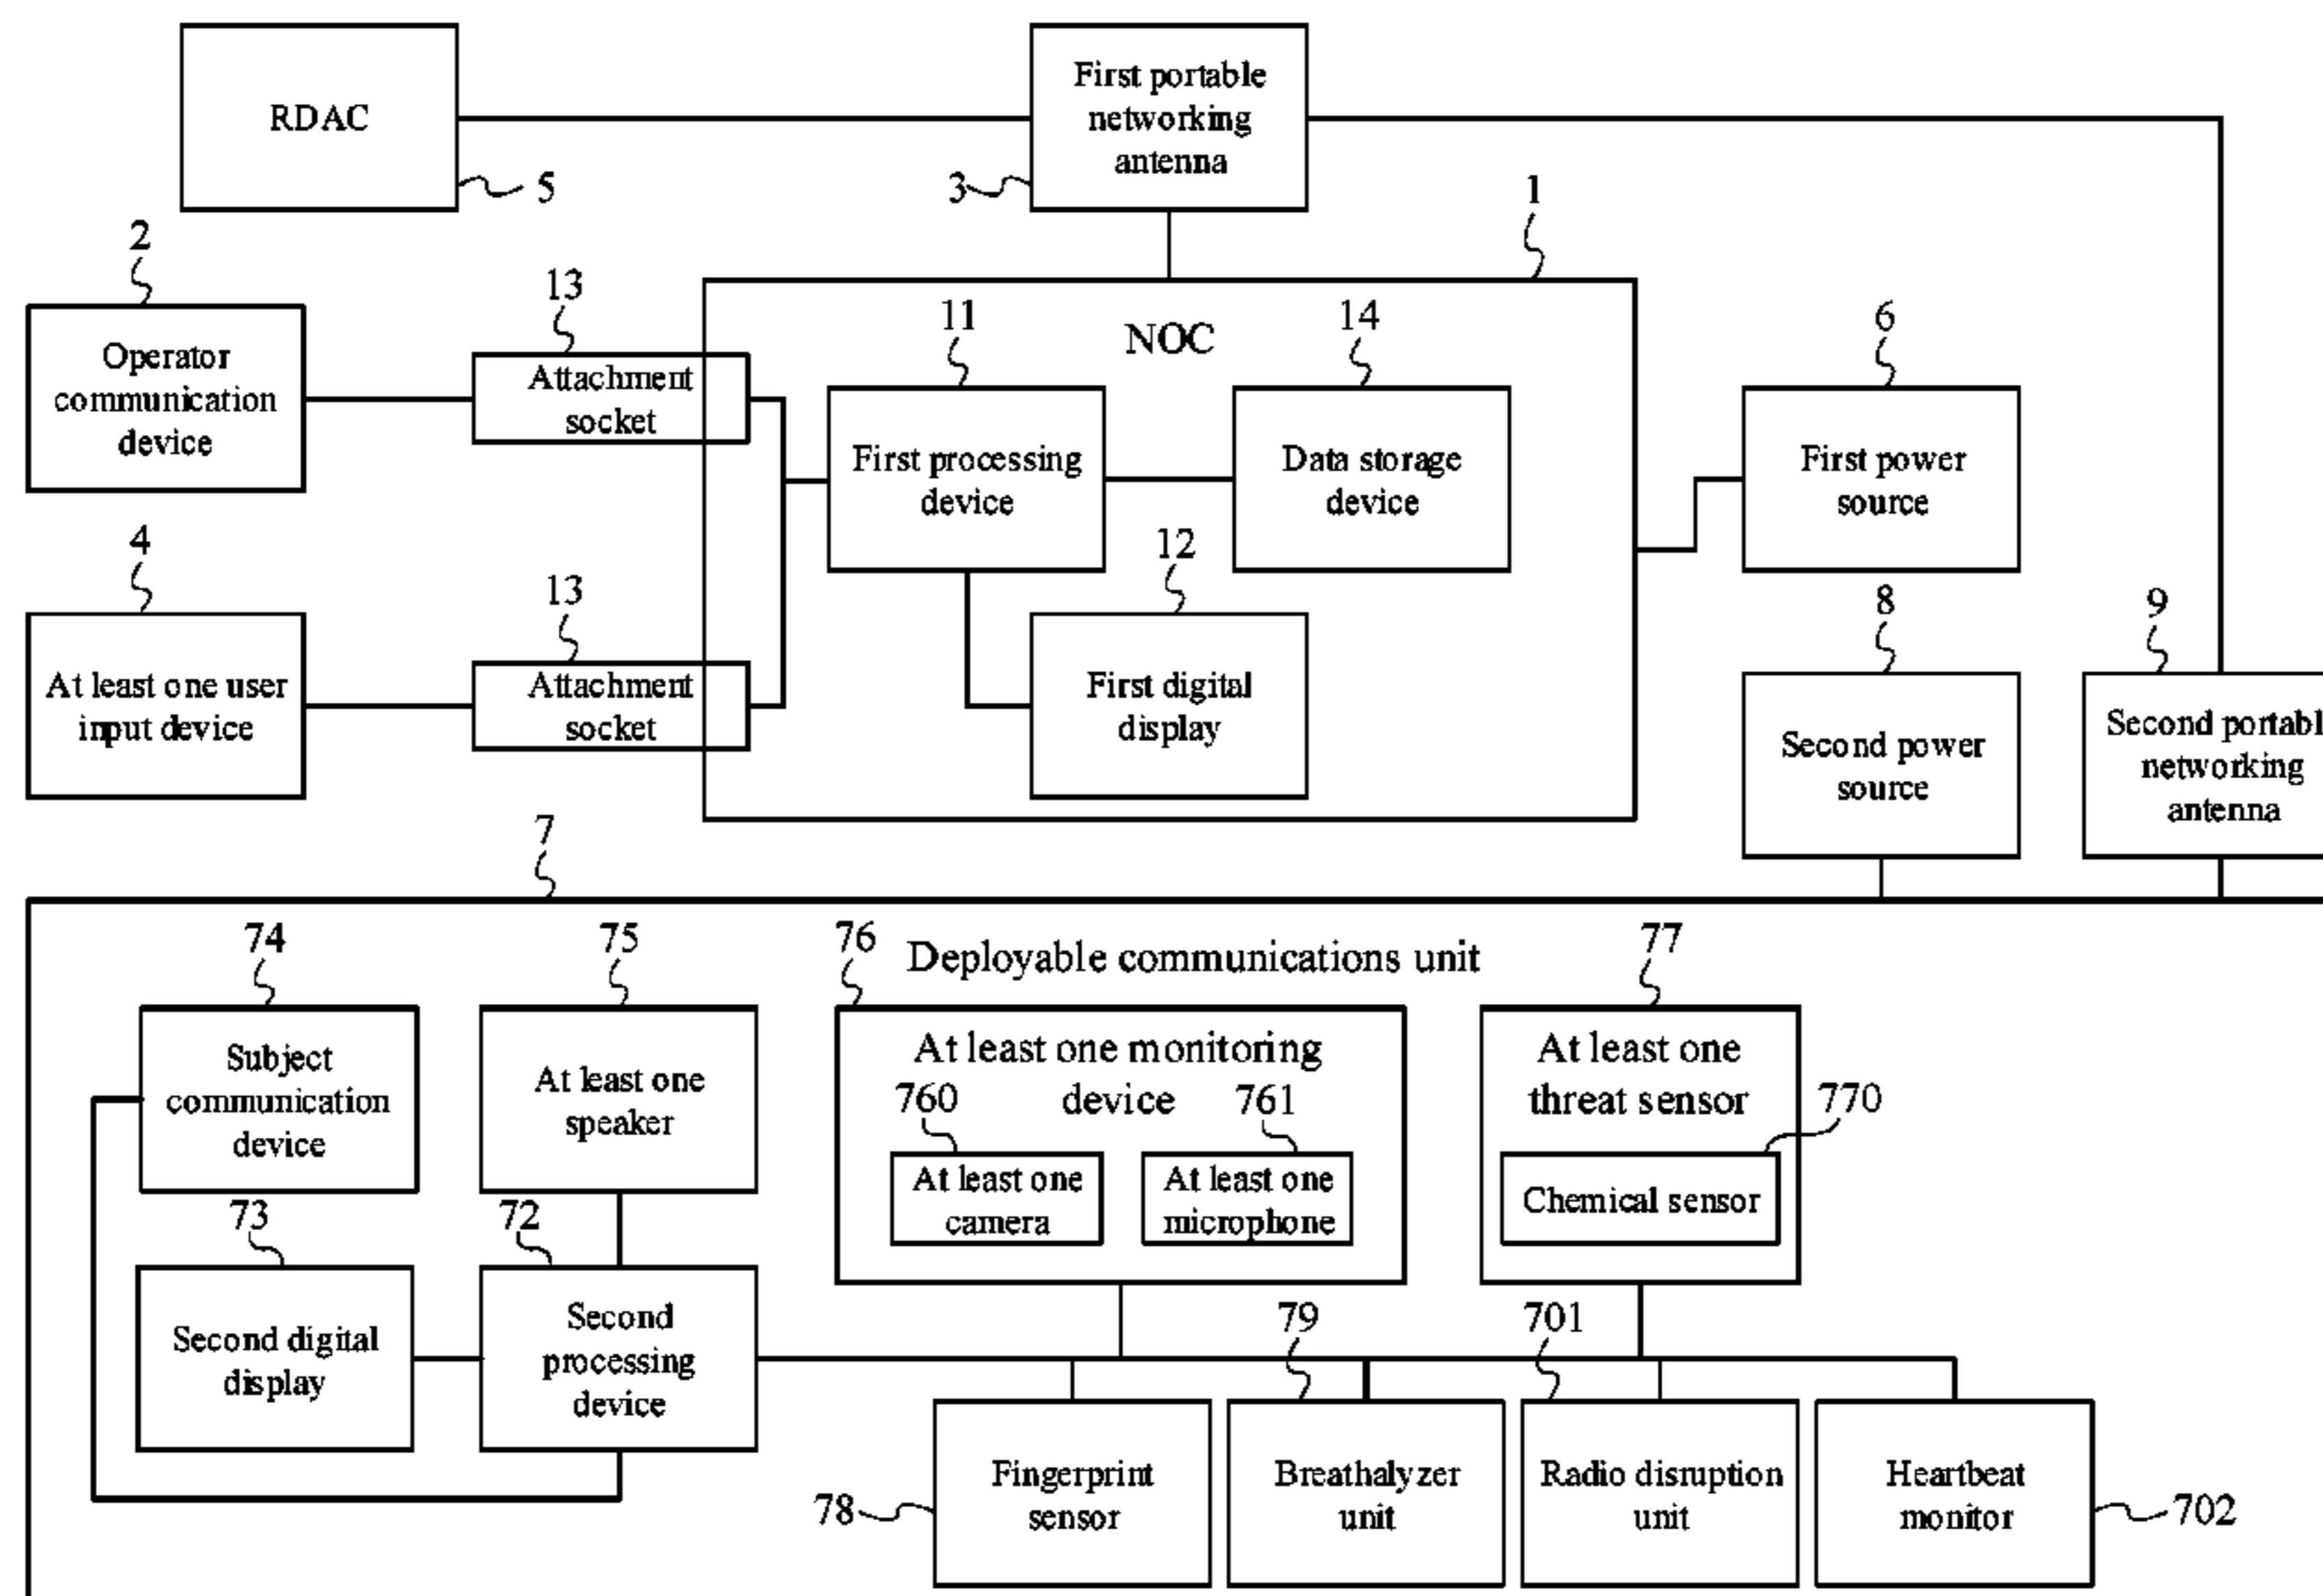 RDAC
5
First portable
networking
antenna
3
1
2
Operator
communication
device
13
Attachment
socket
NOC
11
First processing
device
14
Data storage
device
6
First power
source
4
At least one user
input device
13
Attachment
socket
12
First digital
display
8
Second power
source
9
Second portabl
networking
antenna
7
Deployable communications unit
74
Subject
communication
device
75
At least one
speaker
76
At least one monitoring
device
760
At least one
camera
761
At least one
microphone
77
At least one
threat sensor
770
Chemical sensor
73
Second digital
display
72
Second
processing
device
78
Fingerprint
sensor
79
Breathalyzer
unit
701
Radio disruption
unit
Heartbeat
monitor
702